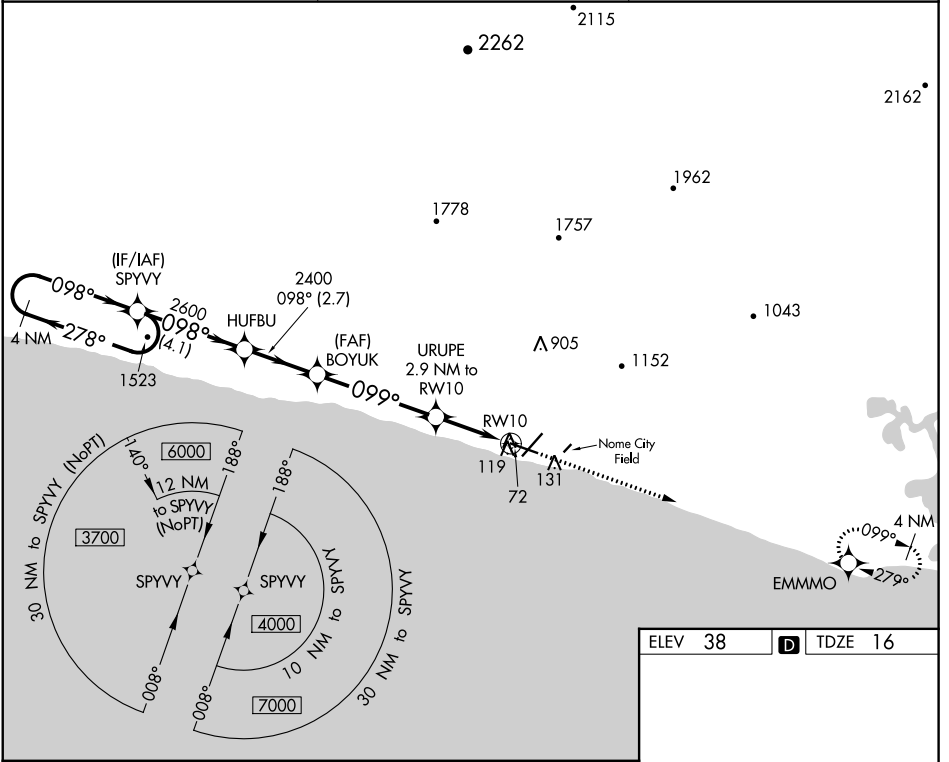 2115
2262
2162
1962
1778
1757
(IF/IAF)
SPYVY
2400
098° (2.7)
098°
2600
098°
(4.1)
HUFBU
1043
4 NM
278°
1523
(FAF)
BOYUK
URUPE
2.9 NM to
RW10
905
1152
099°
RW10
119
72
131
Nome City
Field
30 NM to SPYVY (NoPT)
140°
6000
188°
12 NM
to SPYVY
(NoPT)
3700
SPYVY
008°
188°
SPYVY
4000
10 NM to SPYVY
30 NM to SPYVY
008°
7000
4 NM
099°
279°
EMMMO
ELEV 38 D TDZE 16